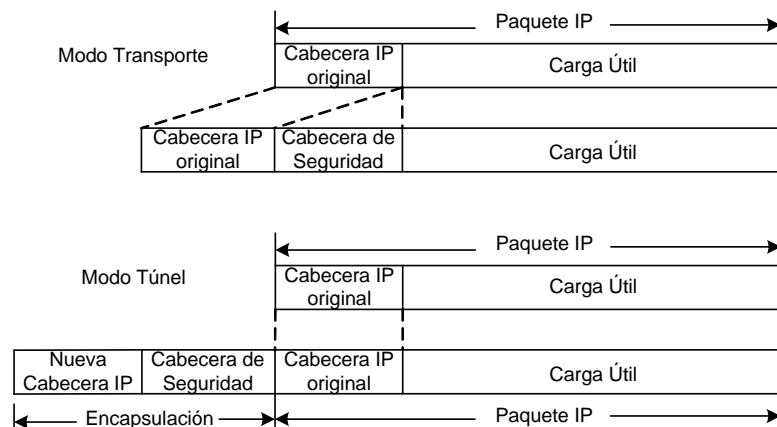 Paquete IP
Modo Transporte
Cabecera IP
original
Carga Útil
Cabecera IP
original
Cabecera de
Seguridad
Carga Útil
Paquete IP
Modo Túnel
Cabecera IP
original
Carga Útil
Nueva
Cabecera IP
Cabecera de
Seguridad
Cabecera IP
original
Carga Útil
Encapsulación
Paquete IP